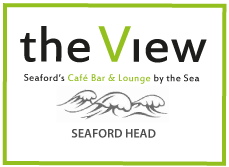 the View
Seaford's Café Bar & Lounge by the Sea
SEAFORD HEAD